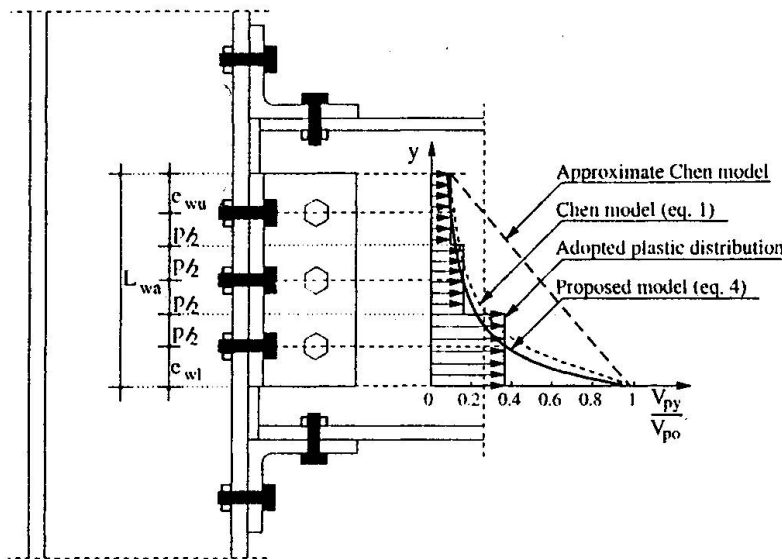 y
Approximate Chen model
Chen model (eq. 1)
Adopted plastic distribution
Proposed model (eq. 4)
e wu
p/2
p/2
L wa
p/2
p/2
e wl
0 0.2 0.4 0.6 0.8 1
V py
V po